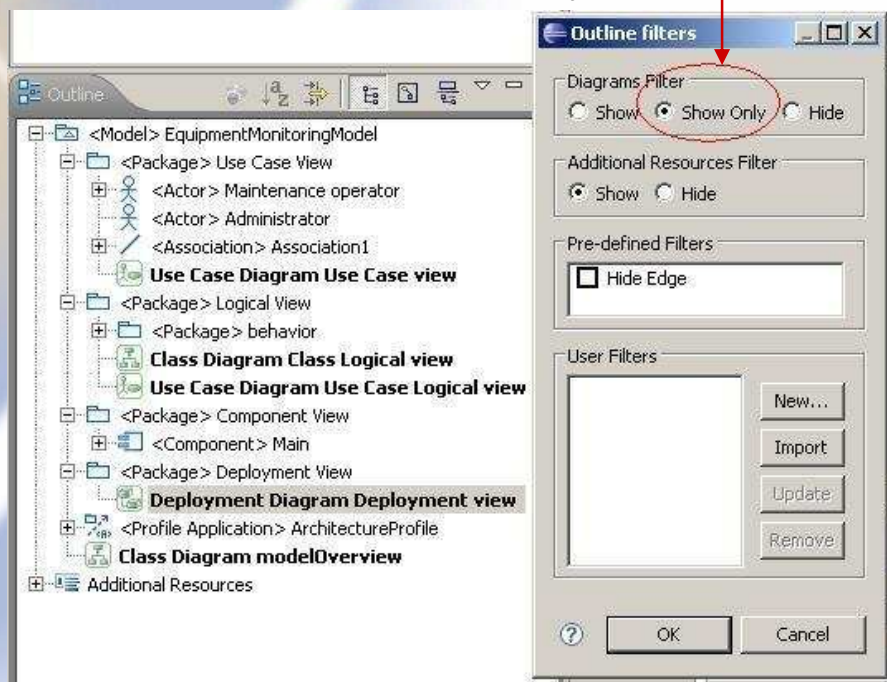 Outline
<Model> EquipmentMonitoringModel
<Package> Use Case View
<Actor> Maintenance operator
<Actor> Administrator
<Association> Association1
Use Case Diagram Use Case view
<Package> Logical View
<Package> behavior
Class Diagram Class Logical view
Use Case Diagram Use Case Logical view
<Package> Component View
<Component> Main
<Package> Deployment View
Deployment Diagram Deployment view
<Profile Application> ArchitectureProfile
Class Diagram modelOverview
Additional Resources
Outline filters
Diagrams Filter
Show Show Only Hide
Additional Resources Filter
Show Hide
Pre-defined Filters
Hide Edge
User Filters
New...
Import
Update
Remove
OK Cancel